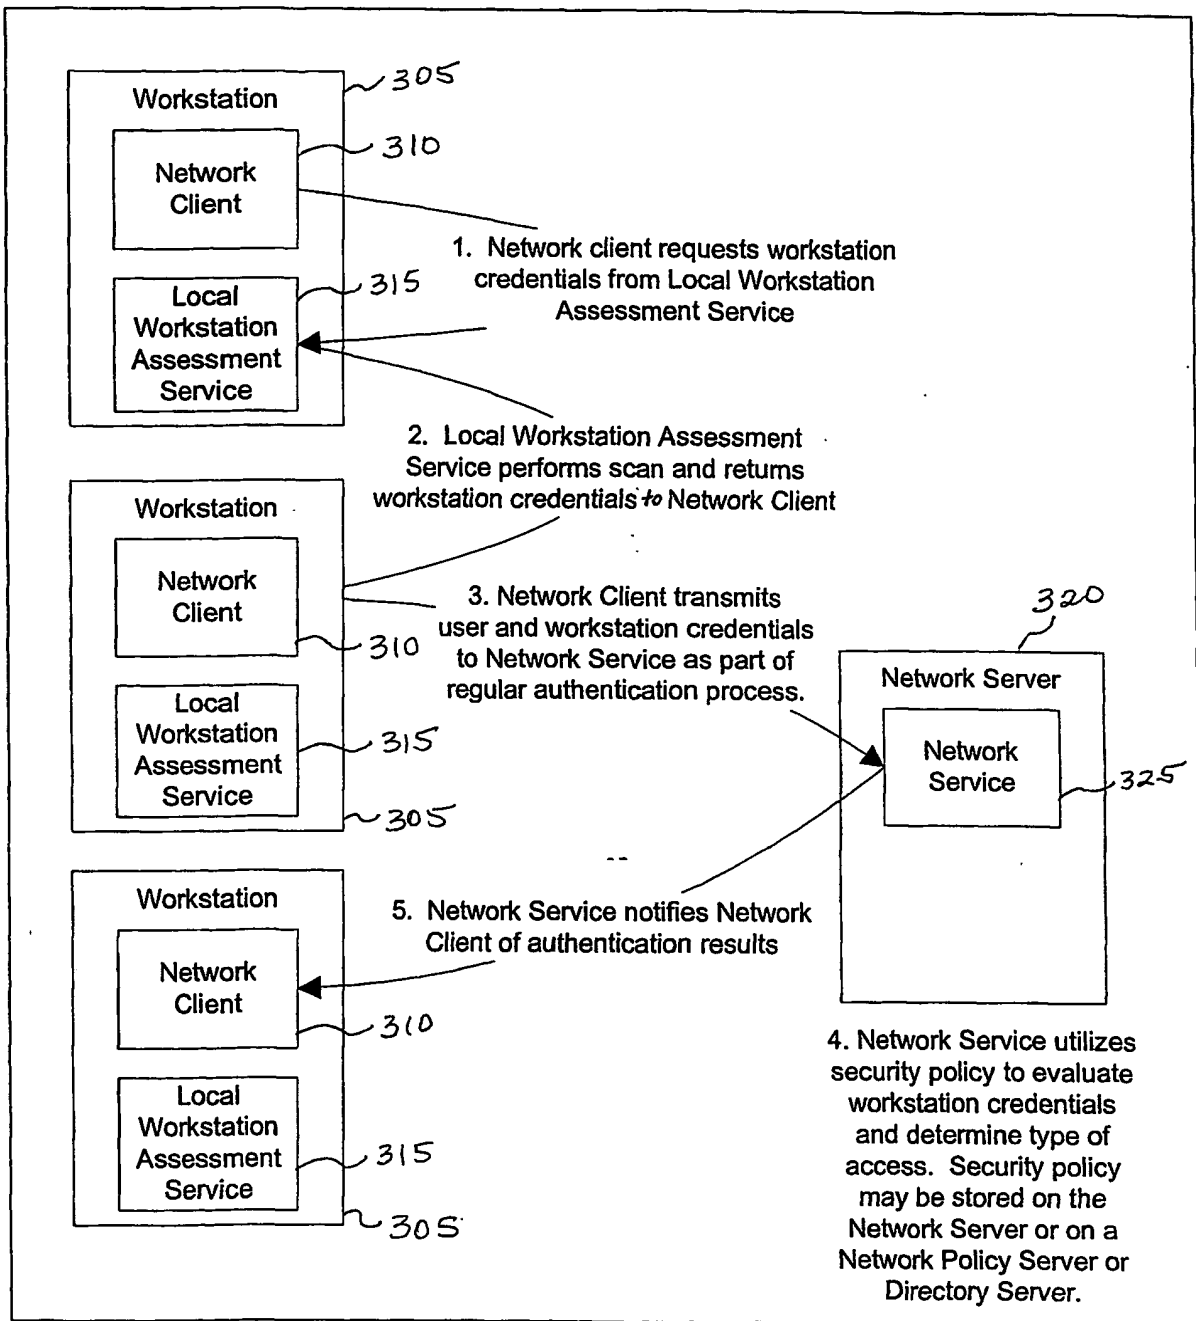 Workstation
305
Network
Client
310
Local
Workstation
Assessment
Service
315
1. Network client requests workstation
credentials from Local Workstation
Assessment Service
2. Local Workstation Assessment
Service performs scan and returns
workstation credentials to Network Client
Workstation
Network
Client
310
Local
Workstation
Assessment
Service
315
305
3. Network Client transmits
user and workstation credentials
to Network Service as part of
regular authentication process.
320
Network Server
Network
Service
325
Workstation
Network
Client
310
Local
Workstation
Assessment
Service
315
305
5. Network Service notifies Network
Client of authentication results
4. Network Service utilizes
security policy to evaluate
workstation credentials
and determine type of
access. Security policy
may be stored on the
Network Server or on a
Network Policy Server or
Directory Server.